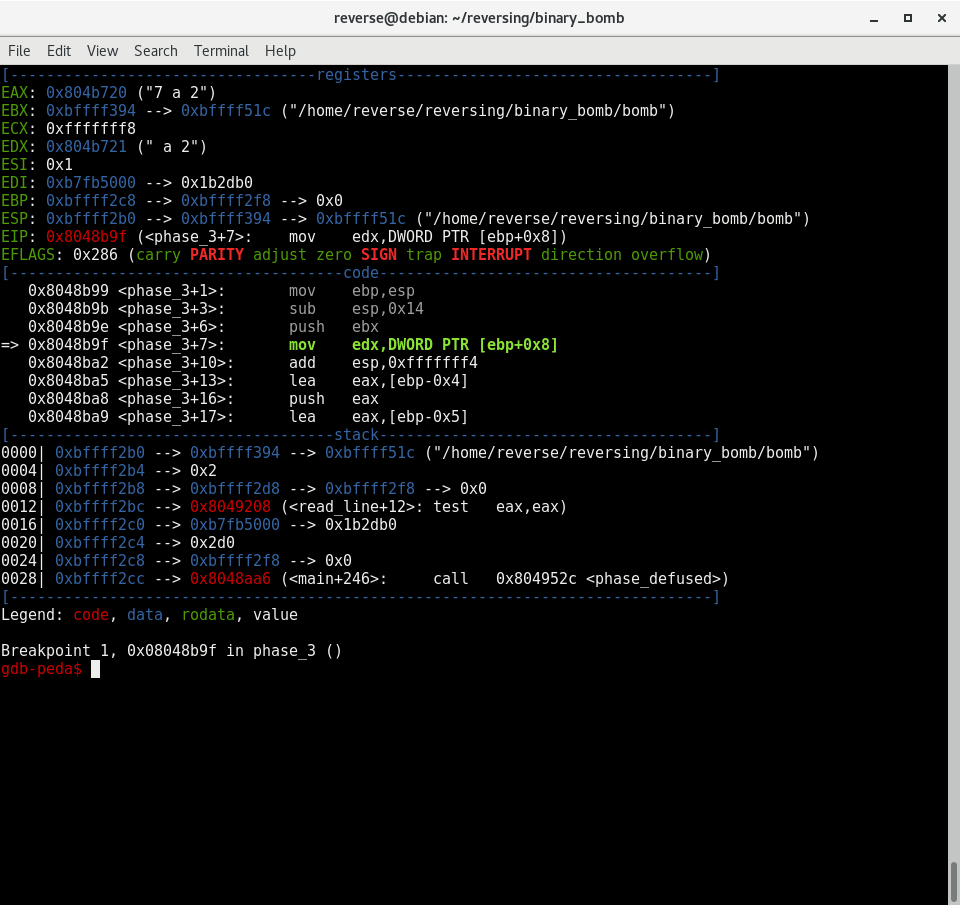 reverse@debian: ~/reversing/binary_bomb
File Edit View Search Terminal Help
[----------------------------------registers-----------------------------------]
EAX: 0x804b720 ("7 a 2")
EBX: 0xbffff394 --> 0xbffff51c ("/home/reverse/reversing/binary_bomb/bomb")
ECX: 0xfffffff8
EDX: 0x804b721 (" a 2")
ESI: 0x1
EDI: 0xb7fb5000 --> 0x1b2db0
EBP: 0xbffff2c8 --> 0xbffff2f8 --> 0x0
ESP: 0xbffff2b0 --> 0xbffff394 --> 0xbffff51c ("/home/reverse/reversing/binary_bomb/bomb")
EIP: 0x8048b9f (<phase_3+7>:    mov    edx,DWORD PTR [ebp+0x8])
EFLAGS: 0x286 (carry PARITY adjust zero SIGN trap INTERRUPT direction overflow)
[-------------------------------------code-------------------------------------]
   0x8048b99 <phase_3+1>:       mov    ebp,esp
   0x8048b9b <phase_3+3>:       sub    esp,0x14
   0x8048b9e <phase_3+6>:       push   ebx
=> 0x8048b9f <phase_3+7>:       mov    edx,DWORD PTR [ebp+0x8]
   0x8048ba2 <phase_3+10>:      add    esp,0xfffffff4
   0x8048ba5 <phase_3+13>:      lea    eax,[ebp-0x4]
   0x8048ba8 <phase_3+16>:      push   eax
   0x8048ba9 <phase_3+17>:      lea    eax,[ebp-0x5]
[------------------------------------stack-------------------------------------]
0000| 0xbffff2b0 --> 0xbffff394 --> 0xbffff51c ("/home/reverse/reversing/binary_bomb/bomb")
0004| 0xbffff2b4 --> 0x2
0008| 0xbffff2b8 --> 0xbffff2d8 --> 0xbffff2f8 --> 0x0
0012| 0xbffff2bc --> 0x8049208 (<read_line+12>: test   eax,eax)
0016| 0xbffff2c0 --> 0xb7fb5000 --> 0x1b2db0
0020| 0xbffff2c4 --> 0x2d0
0024| 0xbffff2c8 --> 0xbffff2f8 --> 0x0
0028| 0xbffff2cc --> 0x8048aa6 (<main+246>:     call   0x804952c <phase_defused>)
[------------------------------------------------------------------------------]
Legend: code, data, rodata, value
Breakpoint 1, 0x08048b9f in phase_3 ()
gdb-peda$